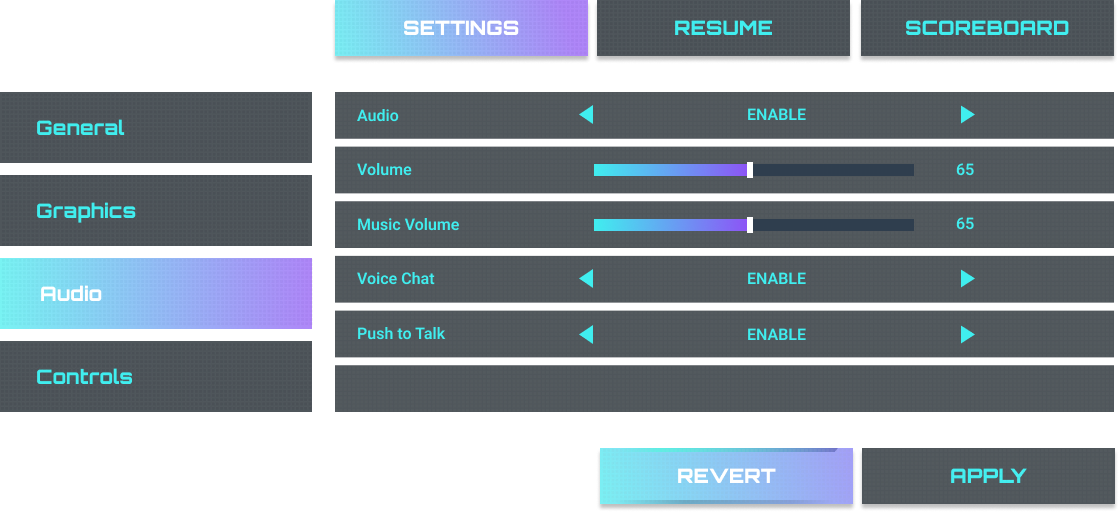 SETTINGS
RESUME
SCOREBOARD
General
Graphics
Audio
Controls
Audio ENABLE
Volume 65
Music Volume 65
Voice Chat ENABLE
Push to Talk ENABLE
REVERT
APPLY